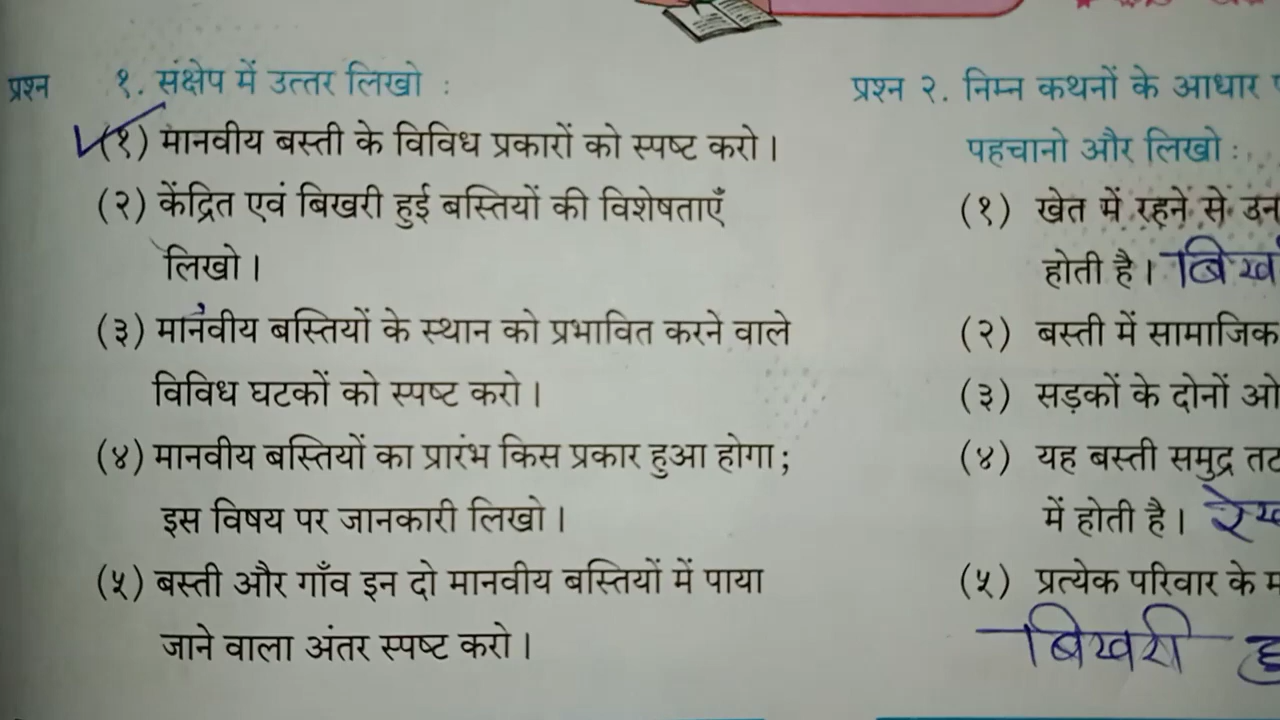 प्रश्न १. संक्षेप में उत्तर लिखो :
(१) मानवीय बस्ती के विविध प्रकारों को स्पष्ट करो ।
(२) केंद्रित एवं बिखरी हुई बस्तियों की विशेषताएँ
लिखो ।
(३) मानवीय बस्तियों के स्थान को प्रभावित करने वाले
विविध घटकों को स्पष्ट करो ।
(४) मानवीय बस्तियों का प्रारंभ किस प्रकार हुआ होगा;
इस विषय पर जानकारी लिखो ।
(५) बस्ती और गाँव इन दो मानवीय बस्तियों में पाया
जाने वाला अंतर स्पष्ट करो ।
प्रश्न २. निम्न कथनों के आधार
पहचानो और लिखो :
(१) खेत में रहने से उन
होती है ।
(२) बस्ती में सामाजिक
(३) सड़कों के दोनों ओ
(४) यह बस्ती समुद्र तट
में होती है ।
(५) प्रत्येक परिवार के
बिखरी